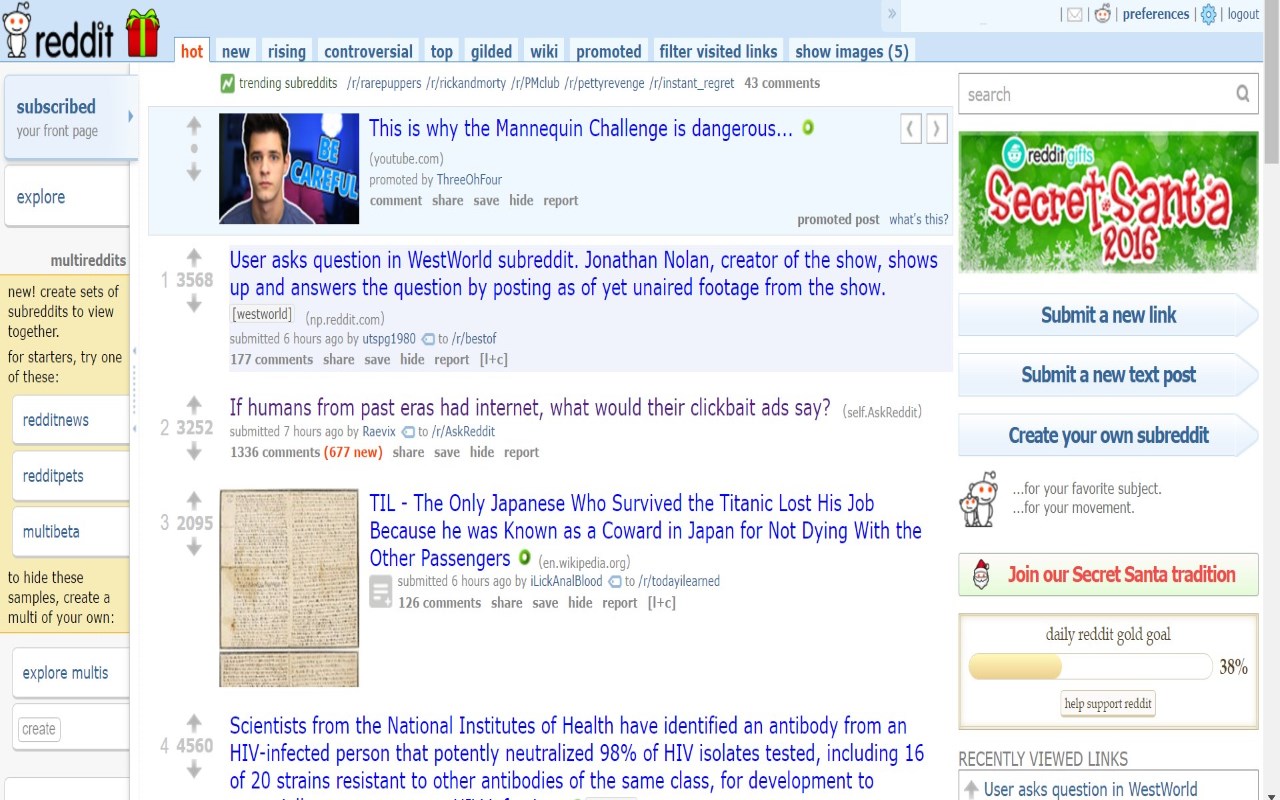 reddit
hot new rising controversial top gilded wiki promoted filter visited links show images (5)
» | | | preferences | | logout
subscribed
your front page
explore
multireddits
new! create sets of
subreddits to view
together.
for starters, try one
of these:
redditnews
redditpets
multibeta
to hide these
samples, create a
multi of your own:
explore multis
create
trending subreddits /r/rarepuppers /r/rickandmorty /r/PMclub /r/pettyrevenge /r/instant_regret 43 comments
BE
CAREFUL
This is why the Mannequin Challenge is dangerous...
(youtube.com)
promoted by ThreeOhFour
comment share save hide report
promoted post what's this?
1 3568
User asks question in WestWorld subreddit. Jonathan Nolan, creator of the show, shows
up and answers the question by posting as of yet unaired footage from the show.
[westworld] (np.reddit.com)
submitted 6 hours ago by utspg1980 to /r/bestof
177 comments share save hide report [l+c]
2 3252
If humans from past eras had internet, what would their clickbait ads say? (self.AskReddit)
submitted 7 hours ago by Raevix to /r/AskReddit
1336 comments (677 new) share save hide report
3 2095
TIL - The Only Japanese Who Survived the Titanic Lost His Job
Because he was Known as a Coward in Japan for Not Dying With the
Other Passengers (en.wikipedia.org)
submitted 6 hours ago by iLickAnalBlood to /r/todayilearned
126 comments share save hide report [l+c]
4 4560
Scientists from the National Institutes of Health have identified an antibody from an
HIV-infected person that potently neutralized 98% of HIV isolates tested, including 16
of 20 strains resistant to other antibodies of the same class, for development to
search
redditgifts
Secret Santa
2016
Submit a new link
Submit a new text post
Create your own subreddit
...for your favorite subject.
...for your movement.
Join our Secret Santa tradition
daily reddit gold goal
38%
help support reddit
RECENTLY VIEWED LINKS
User asks question in WestWorld